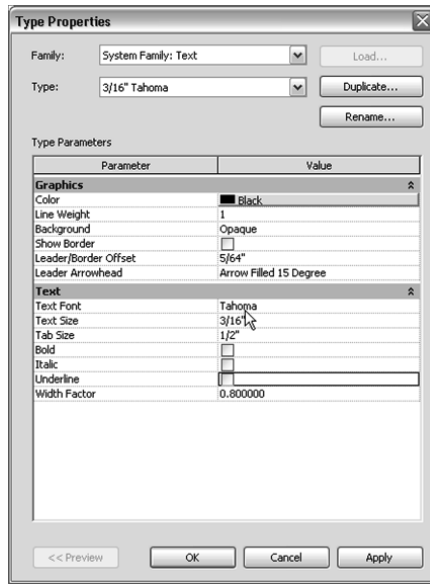 Type Properties
Family: System Family: Text Load...
Type: 3/16" Tahoma Duplicate...
Rename...
Type Parameters
Parameter Value
Graphics
Color Black
Line Weight 1
Background Opaque
Show Border
Leader/Border Offset 5/64"
Leader Arrowhead Arrow Filled 15 Degree
Text
Text Font Tahoma
Text Size 3/16"
Tab Size 1/2"
Bold
Italic
Underline
Width Factor 0.800000
<< Preview OK Cancel Apply